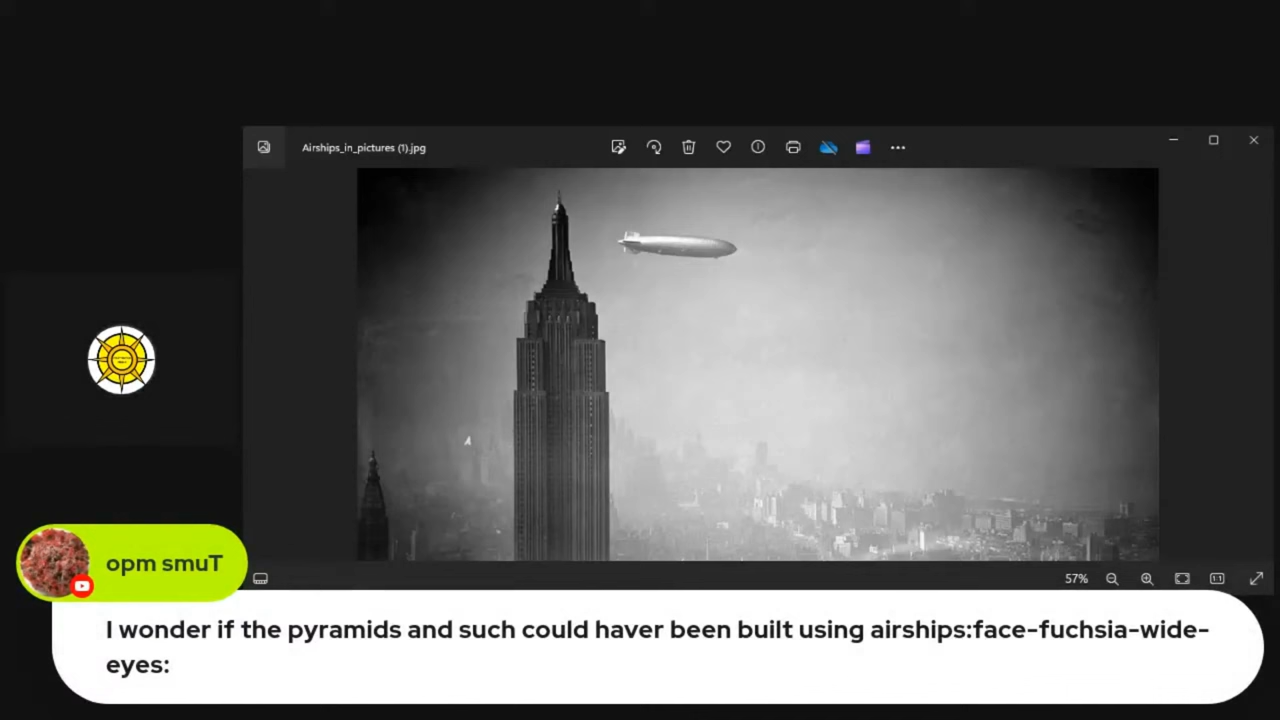 Airships_in_pictures (1).jpg
opm smuT
57%
I wonder if the pyramids and such could haver been built using airships:face-fuchsia-wide-
eyes: